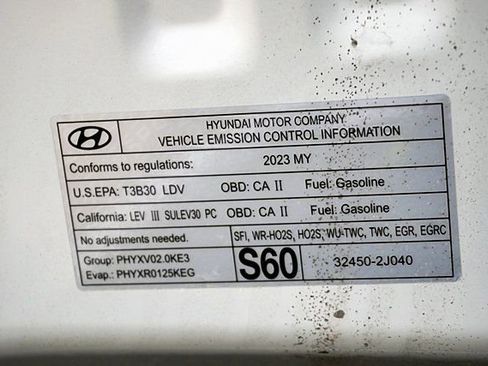 HYUNDAI MOTOR COMPANY
VEHICLE EMISSION CONTROL INFORMATION
Conforms to regulations: 2023 MY
U.S.EPA: T3B30 LDV OBD: CA II Fuel: Gasoline
California: LEV III SULEV30 PC OBD: CA II Fuel: Gasoline
No adjustments needed. SFI, WR-HO2S, HO2S, WU-TWC, TWC, EGR, EGRC
Group: PHYXV02.0KE3
Evap.: PHYXR0125KEG
S60 32450-2J040